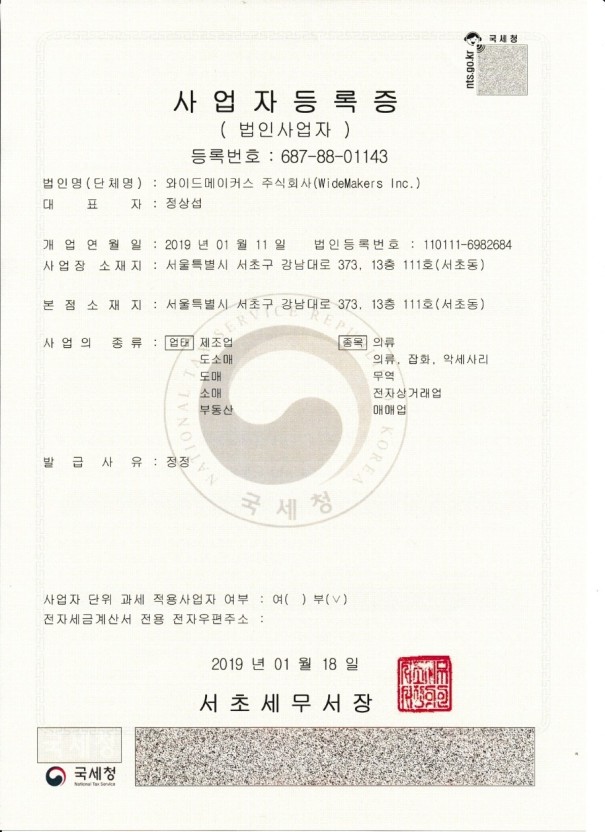 국세청
nts.go.kr
사업자등록증
( 법인사업자 )
등록번호 : 687-88-01143
법인명(단체명) : 와이드메이커스 주식회사(WideMakers Inc.)
대 표 자 : 정상섭
개 업 연 월 일 : 2019 년 01 월 11 일 법인등록번호 : 110111-6982684
사업장 소재지 : 서울특별시 서초구 강남대로 373, 13층 111호(서초동)
본 점 소 재 지 : 서울특별시 서초구 강남대로 373, 13층 111호(서초동)
사 업 의 종 류 : 업태 제조업 종목 의류
도소매 의류, 잡화, 악세사리
도매 무역
소매 전자상거래업
부동산 매매업
NATIONAL TAX SERVICE REPUBLIC OF KOREA
국세청
발 급 사 유 : 정정
사업자 단위 과세 적용사업자 여부 : 여( ) 부(∨)
전자세금계산서 전용 전자우편주소 :
2019 년 01 월 18 일
서초세무서장
국세청
National Tax Service